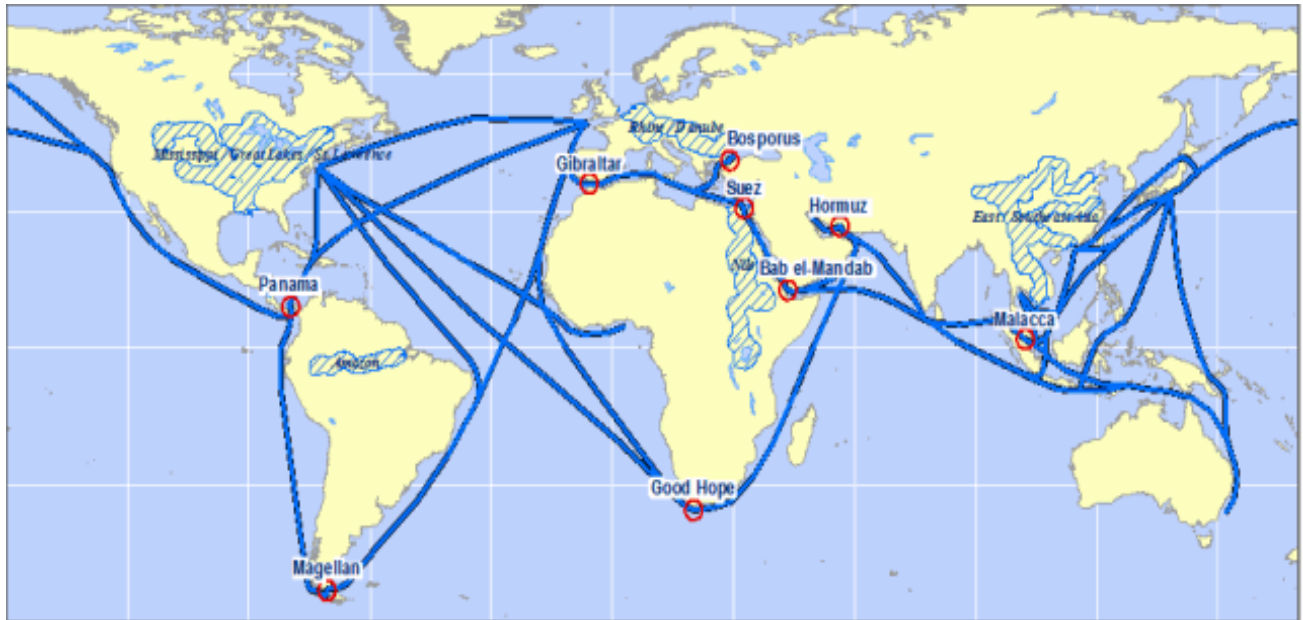 Rhine / Danube
Bosporus
Mississippi / Great Lakes / St. Lawrence
Gibraltar
Suez
Hormuz
East / Southeast Asia
Nile
Bab el-Mandab
Panama
Malacca
Amazon
Good Hope
Magellan